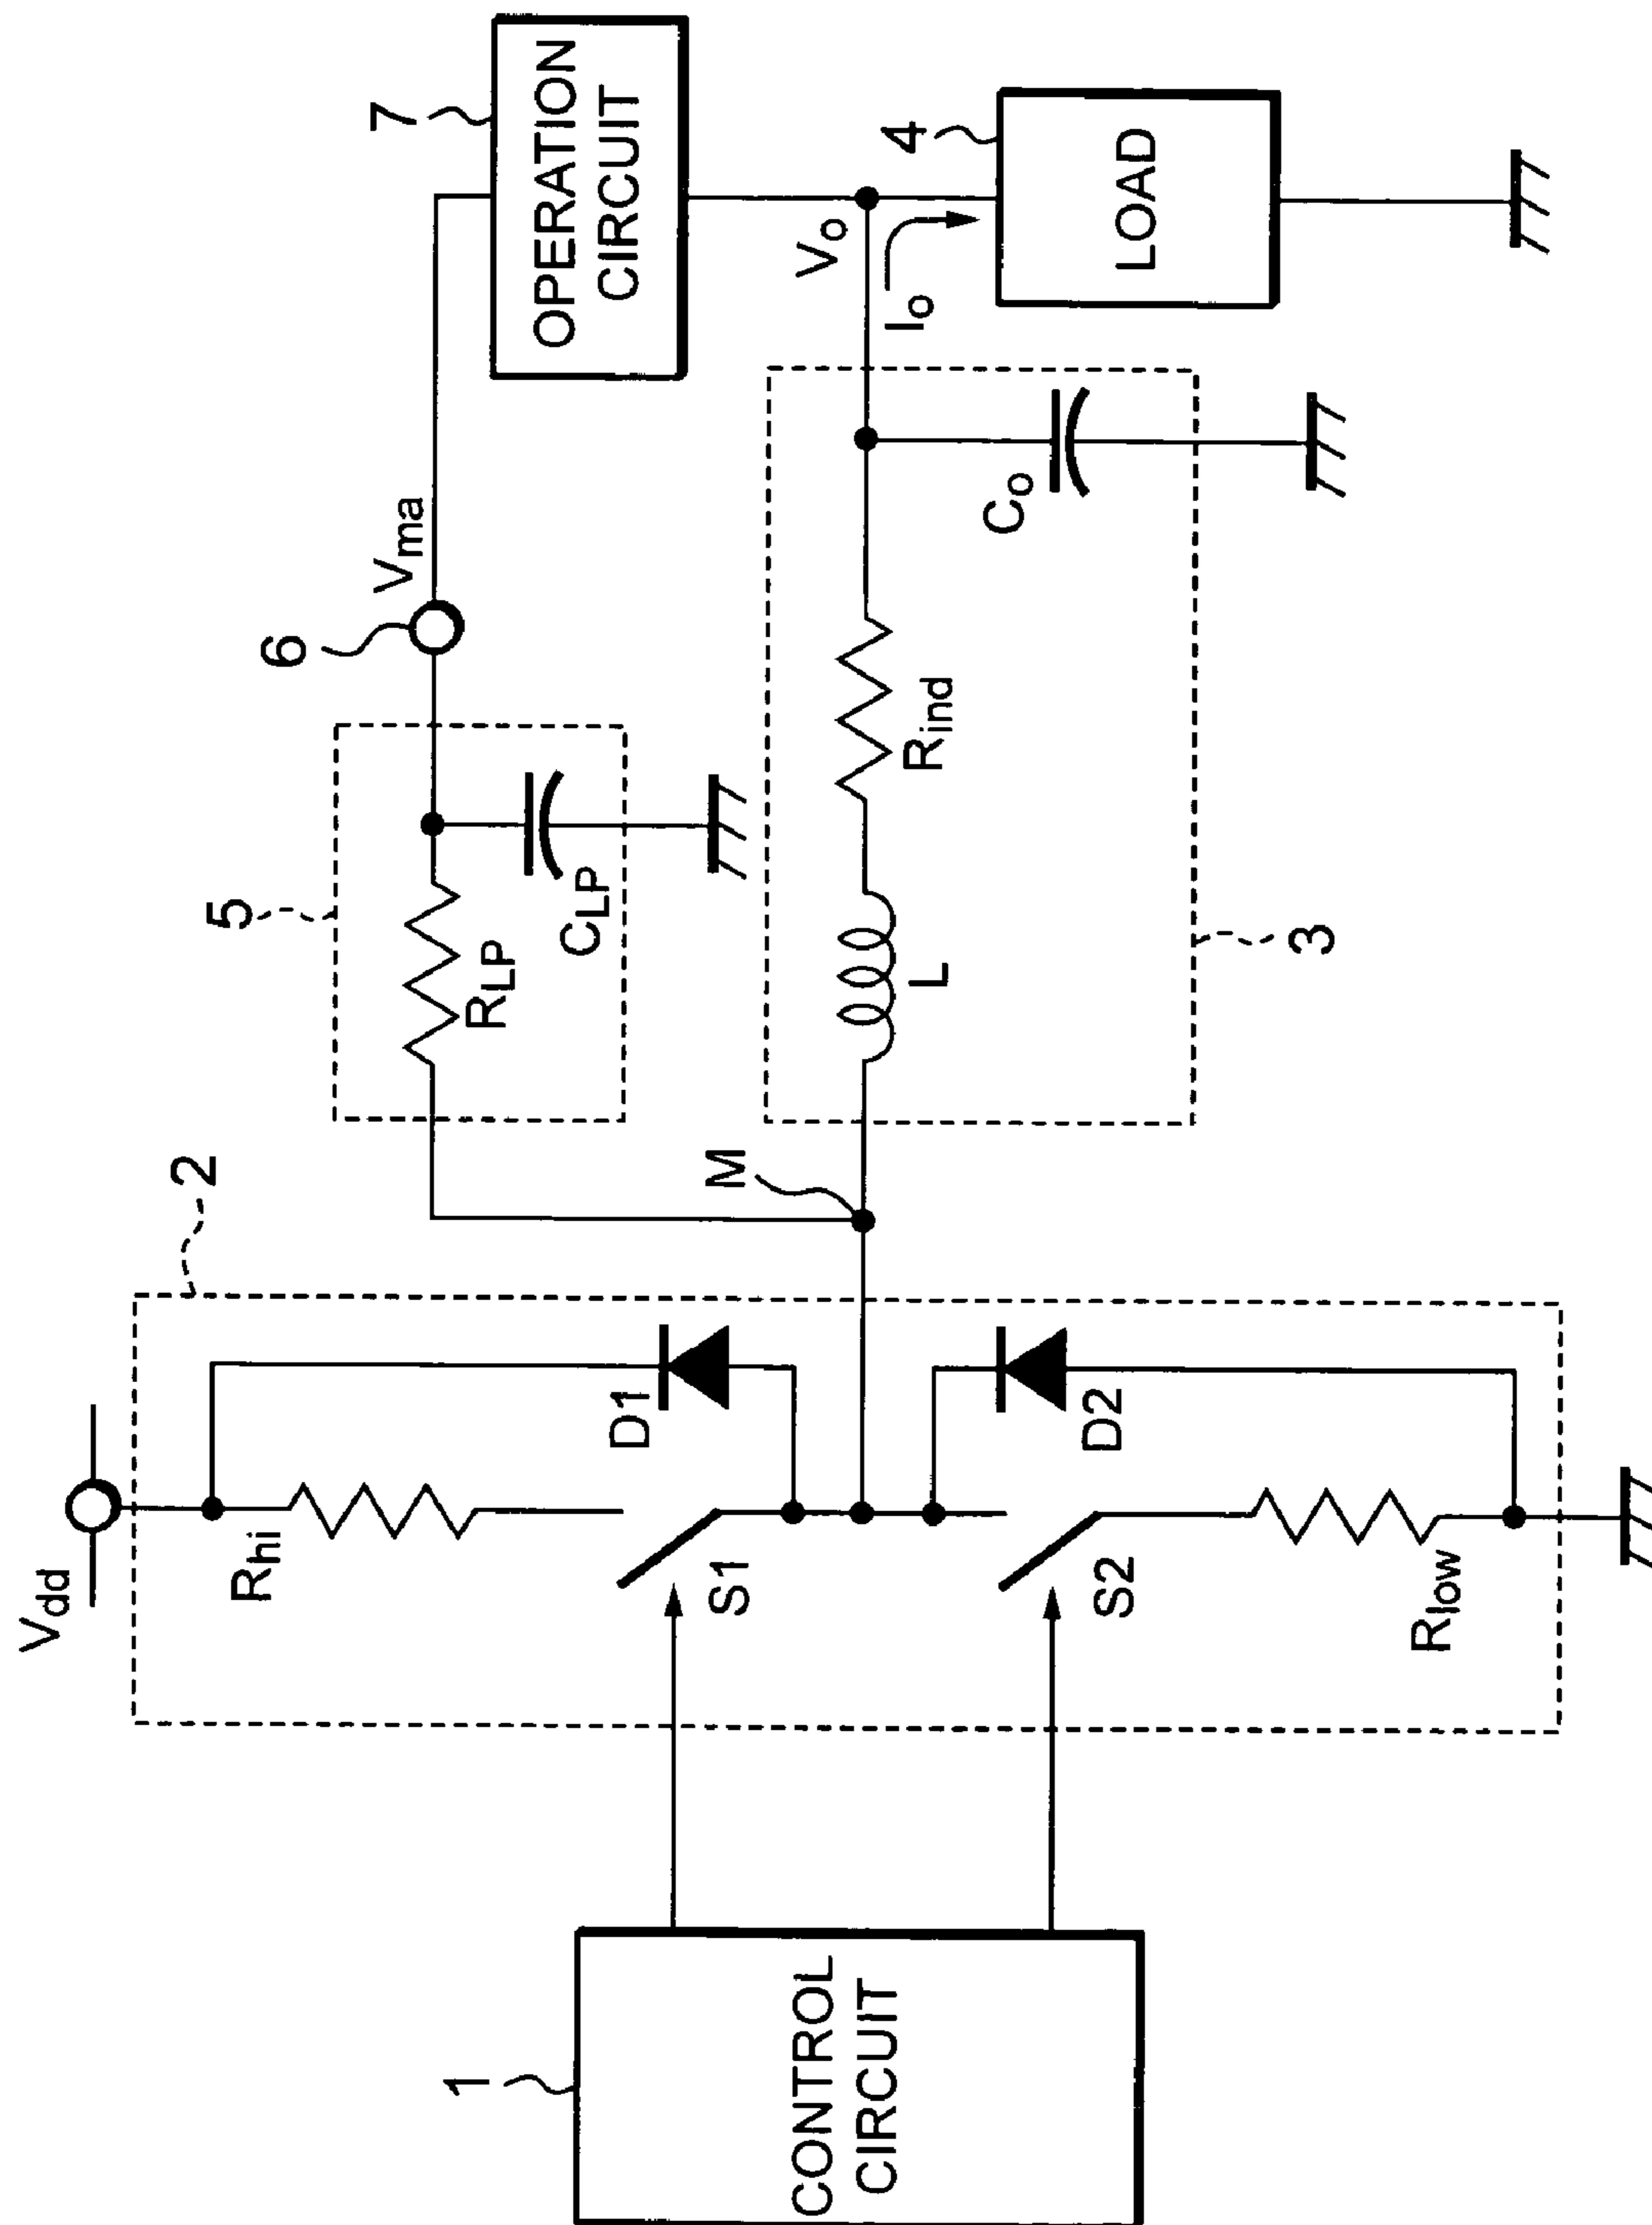 1
CONTROL
CIRCUIT
Vdd
2
Rhi
D1
S1
D2
S2
Rlow
M
5
RLP
CLP
6
Vma
7
OPERATION
CIRCUIT
L
Rind
Co
3
Vo
Io
4
LOAD